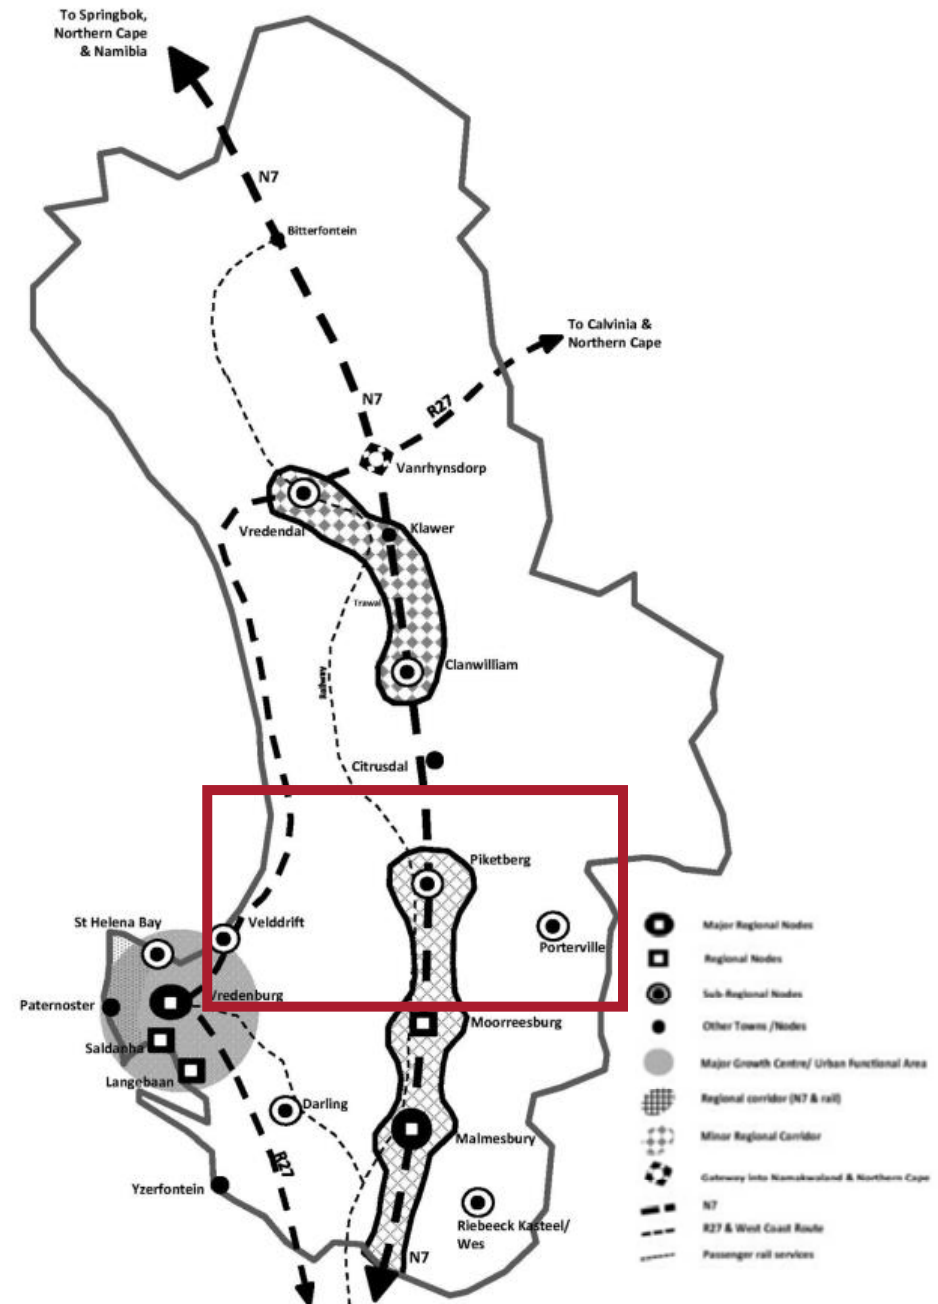 To Springbok,
Northern Cape
& Namibia
N7
Bitterfontein
To Calvinia &
Northern Cape
N7
R27
Vanrhynsdorp
Vredendal
Klawer
Trawal
Railway
Clanwilliam
Citrusdal
Piketberg
St Helena Bay
Velddrift
Porterville
Vredenburg
Paternoster
Moorreesburg
Saldanha
Langebaan
Darling
Malmesbury
R27
Yzerfontein
Riebeeck Kasteel/
Wes
N7
Major Regional Nodes
Regional Nodes
Sub-Regional Nodes
Other Towns /Nodes
Major Growth Centre/ Urban Functional Area
Regional corridor (N7 & rail)
Minor Regional Corridor
Gateway into Namakwaland & Northern Cape
N7
R27 & West Coast Route
Passenger rail services